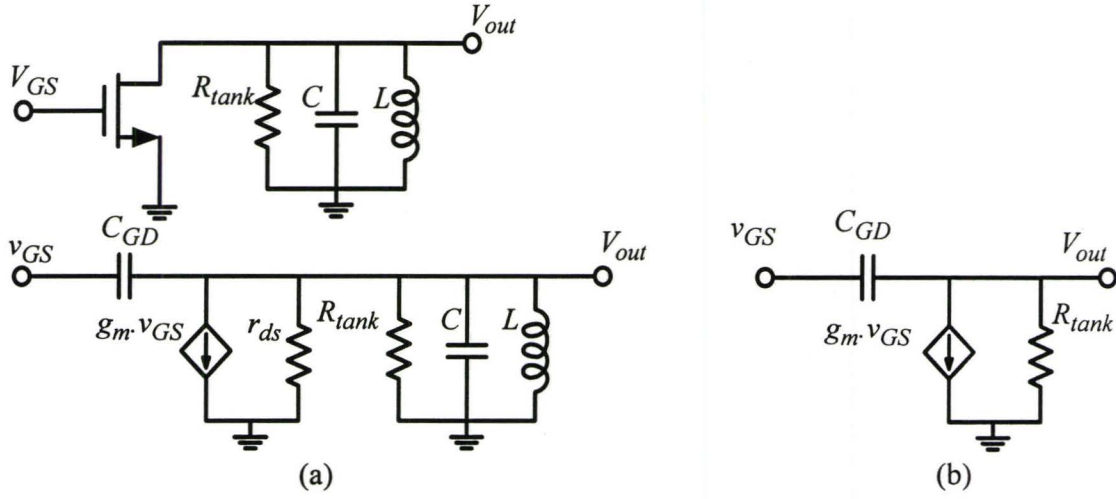 V_out
V_GS
R_tank C L
C_GD
v_GS
V_out
g_m.v_GS r_ds R_tank C L
(a)
C_GD
v_GS
V_out
g_m.v_GS
R_tank
(b)